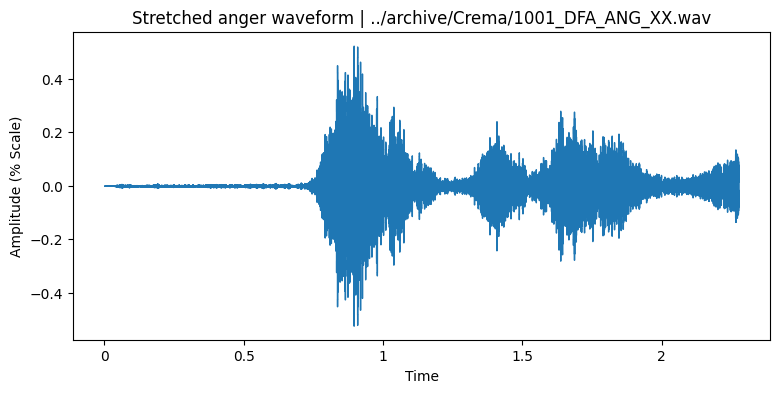 Stretched anger waveform | ../archive/Crema/1001_DFA_ANG_XX.wav
Amplitude (% Scale)
0.4
0.2
0.0
−0.2
−0.4
0 0.5 1 1.5 2
Time